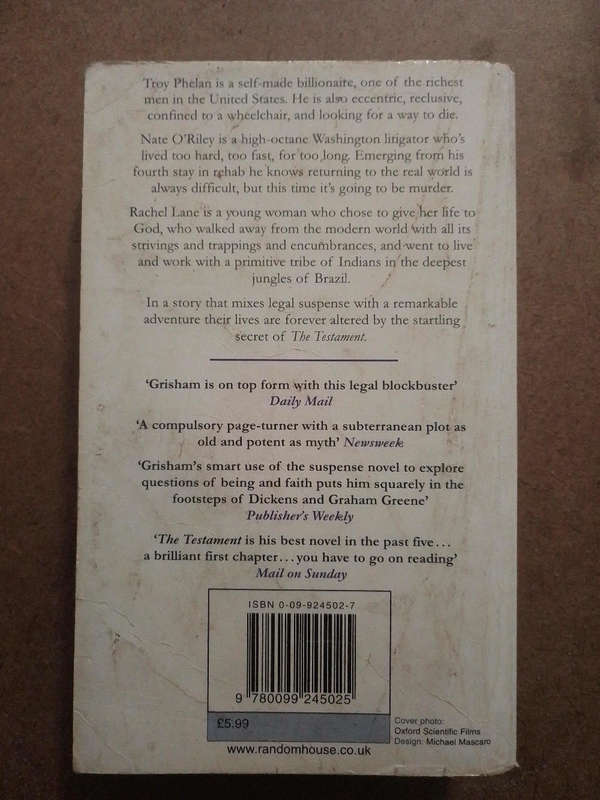 Troy Phelan is a self-made billionaire, one of the richest
men in the United States. He is also eccentric, reclusive,
confined to a wheelchair, and looking for a way to die.
Nate O'Riley is a high-octane Washington litigator who's
lived too hard, too fast, for too long. Emerging from his
fourth stay in rehab he knows returning to the real world is
always difficult, but this time it's going to be murder.
Rachel Lane is a young woman who chose to give her life to
God, who walked away from the modern world with all its
strivings and trappings and encumbrances, and went to live
and work with a primitive tribe of Indians in the deepest
jungles of Brazil.
In a story that mixes legal suspense with a remarkable
adventure their lives are forever altered by the startling
secret of The Testament.
‘Grisham is on top form with this legal blockbuster’
Daily Mail
‘A compulsory page-turner with a subterranean plot as
old and potent as myth’ Newsweek
‘Grisham's smart use of the suspense novel to explore
questions of being and faith puts him squarely in the
footsteps of Dickens and Graham Greene’
Publisher's Weekly
‘The Testament is his best novel in the past five...
a brilliant first chapter...you have to go on reading’
Mail on Sunday
ISBN 0-09-924502-7
9 780099 245025
£5.99
Cover photo:
Oxford Scientific Films
Design: Michael Mascaro
www.randomhouse.co.uk